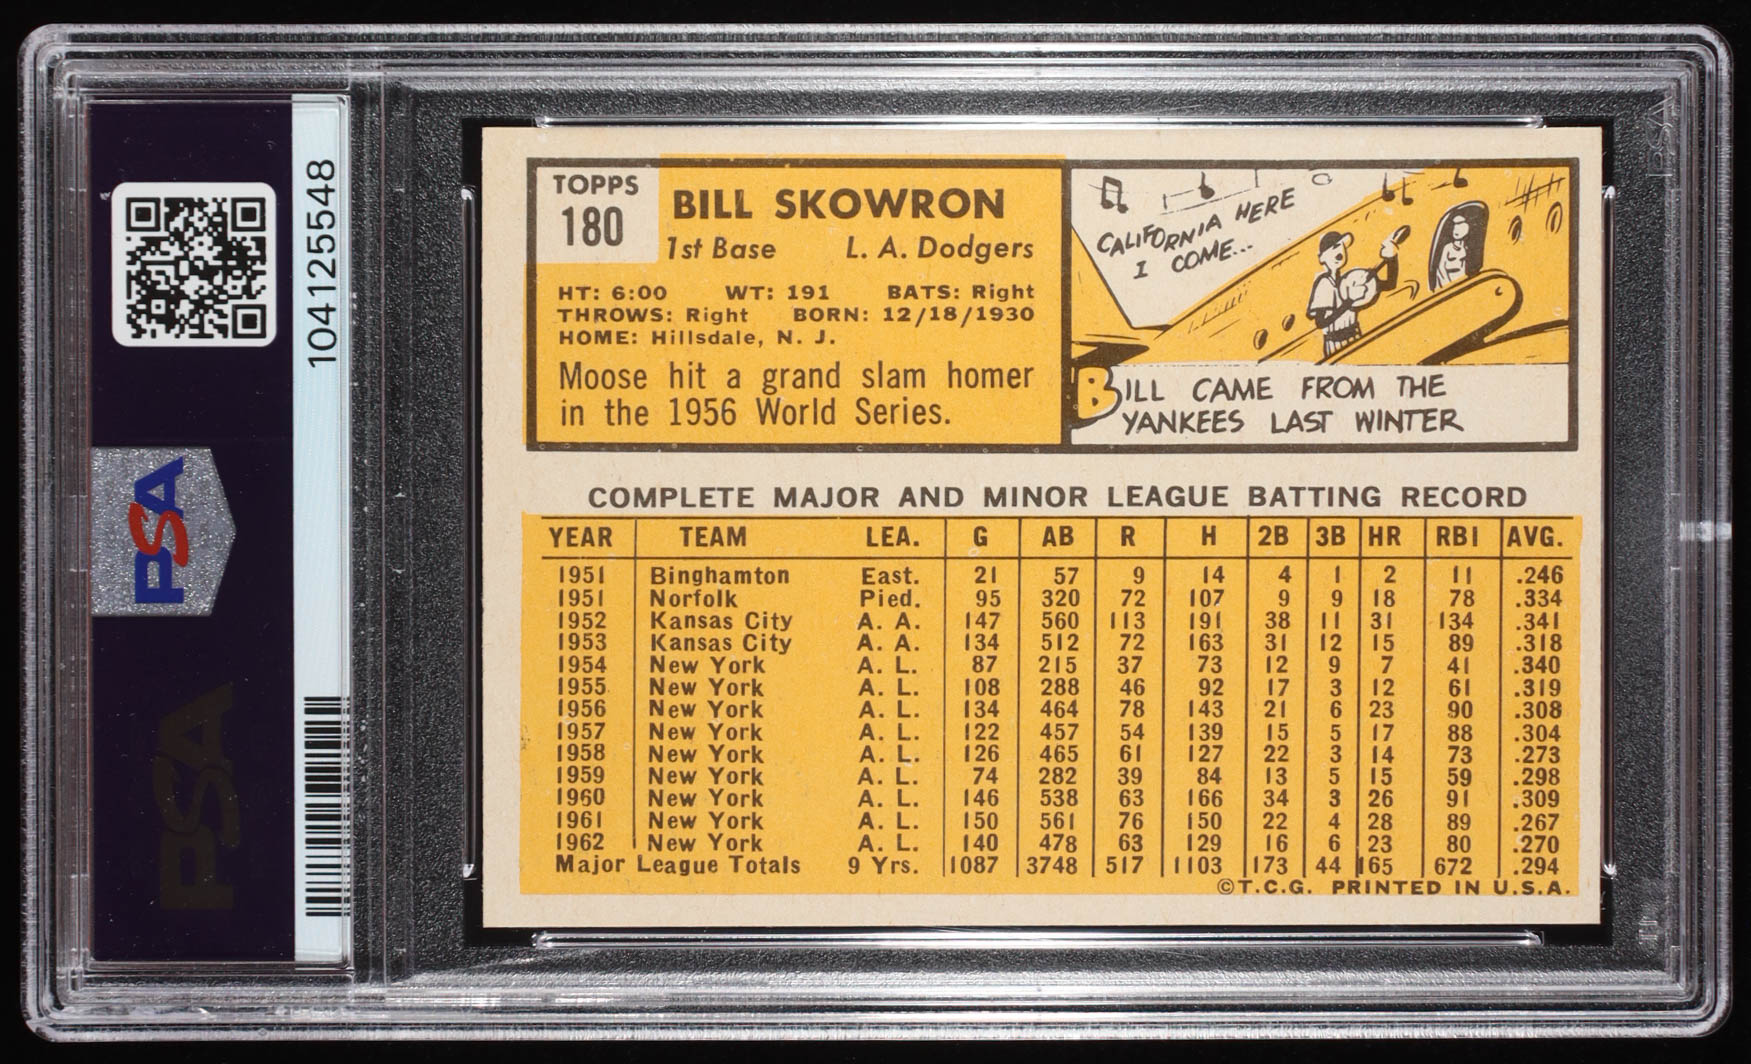 104125548
PSA
PSA
TOPPS
180
BILL SKOWRON
1st Base L. A. Dodgers
HT: 6:00 WT: 191 BATS: Right
THROWS: Right BORN: 12/18/1930
HOME: Hillsdale, N. J.
Moose hit a grand slam homer
in the 1956 World Series.
CALIFORNIA HERE
I COME...
BILL CAME FROM THE
YANKEES LAST WINTER
COMPLETE MAJOR AND MINOR LEAGUE BATTING RECORD
YEAR TEAM LEA. G AB R H 2B 3B HR RBI AVG.
1951 Binghamton East. 21 57 9 14 4 1 2 11 .246
1951 Norfolk Pied. 95 320 72 107 9 9 18 78 .334
1952 Kansas City A. A. 147 560 113 191 38 11 31 134 .341
1953 Kansas City A. A. 134 512 72 163 31 12 15 89 .318
1954 New York A. L. 87 215 37 73 12 9 7 41 .340
1955 New York A. L. 108 288 46 92 17 3 12 61 .319
1956 New York A. L. 134 464 78 143 21 6 23 90 .308
1957 New York A. L. 122 457 54 139 15 5 17 88 .304
1958 New York A. L. 126 465 61 127 22 3 14 73 .273
1959 New York A. L. 74 282 39 84 13 5 15 59 .298
1960 New York A. L. 146 538 63 166 34 3 26 91 .309
1961 New York A. L. 150 561 76 150 22 4 28 89 .267
1962 New York A. L. 140 478 63 129 16 6 23 80 .270
Major League Totals 9 Yrs. 1087 3748 517 1103 173 44 165 672 .294
©T.C.G. PRINTED IN U.S.A.
PSA